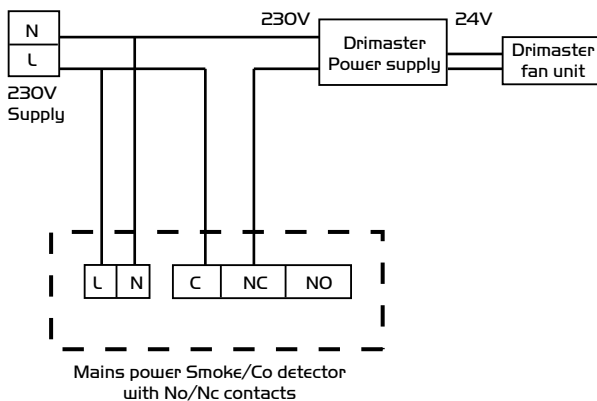 N
L
230V
Supply
230V
Drimaster
Power supply
24V
Drimaster
fan unit
L
N
C
NC
NO
Mains power Smoke/Co detector
with No/Nc contacts